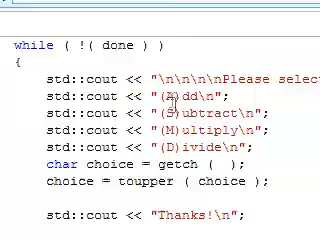 while ( !( done ) )
{
std::cout << "\n\n\n\nPlease selec
std::cout << "(A)dd\n";
std::cout << "(S)ubtract\n";
std::cout << "(M)ultiply\n";
std::cout << "(D)ivide\n";
char choice = getch (  );
choice = toupper ( choice );
std::cout << "Thanks!\n";